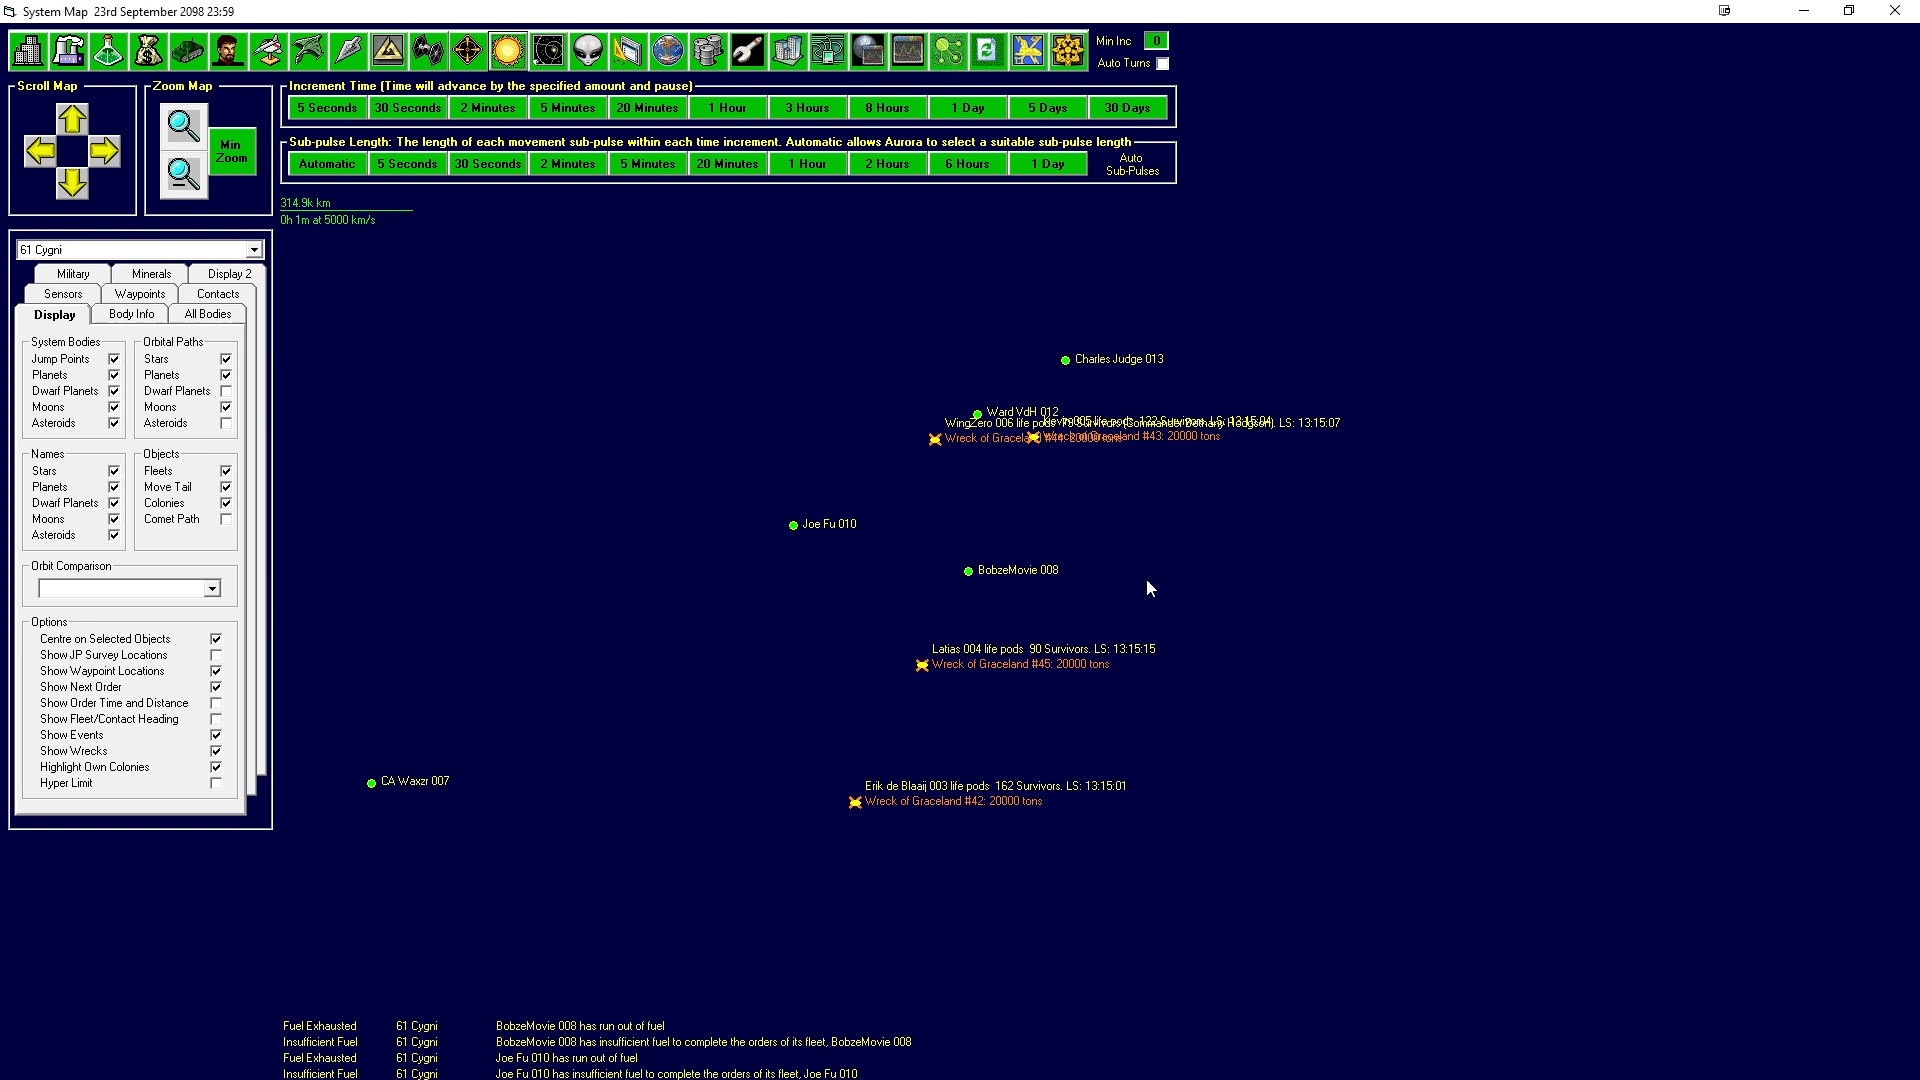 System Map 23rd September 2098 23:59
Min Inc 0
Auto Turns
Scroll Map
Zoom Map
Min Zoom
Increment Time (Time will advance by the specified amount and pause)
5 Seconds 30 Seconds 2 Minutes 5 Minutes 20 Minutes 1 Hour 3 Hours 8 Hours 1 Day 5 Days 30 Days
Sub-pulse Length: The length of each movement sub-pulse within each time increment. Automatic allows Aurora to select a suitable sub-pulse length
Automatic 5 Seconds 30 Seconds 2 Minutes 5 Minutes 20 Minutes 1 Hour 2 Hours 6 Hours 1 Day
Auto Sub-Pulses
314.9k km
0h 1m at 5000 km/s
61 Cygni
Military Minerals Display 2
Sensors Waypoints Contacts
Display Body Info All Bodies
System Bodies
Jump Points
Planets
Dwarf Planets
Moons
Asteroids
Orbital Paths
Stars
Planets
Dwarf Planets
Moons
Asteroids
Names
Stars
Planets
Dwarf Planets
Moons
Asteroids
Objects
Fleets
Move Tail
Colonies
Comet Path
Orbit Comparison
Options
Centre on Selected Objects
Show JP Survey Locations
Show Waypoint Locations
Show Next Order
Show Order Time and Distance
Show Fleet/Contact Heading
Show Events
Show Wrecks
Highlight Own Colonies
Hyper Limit
Charles Judge 013
Ward VdH 012
WingZero 006 life pods
LS: 13:15:07
Wreck of Graceland #43: 20000 tons
Joe Fu 010
BobzeMovie 008
Latias 004 life pods 90 Survivors. LS: 13:15:15
Wreck of Graceland #45: 20000 tons
CA Waxzr 007
Erik de Blaaij 003 life pods 162 Survivors. LS: 13:15:01
Wreck of Graceland #42: 20000 tons
Fuel Exhausted 61 Cygni BobzeMovie 008 has run out of fuel
Insufficient Fuel 61 Cygni BobzeMovie 008 has insufficient fuel to complete the orders of its fleet, BobzeMovie 008
Fuel Exhausted 61 Cygni Joe Fu 010 has run out of fuel
Insufficient Fuel 61 Cygni Joe Fu 010 has insufficient fuel to complete the orders of its fleet, Joe Fu 010